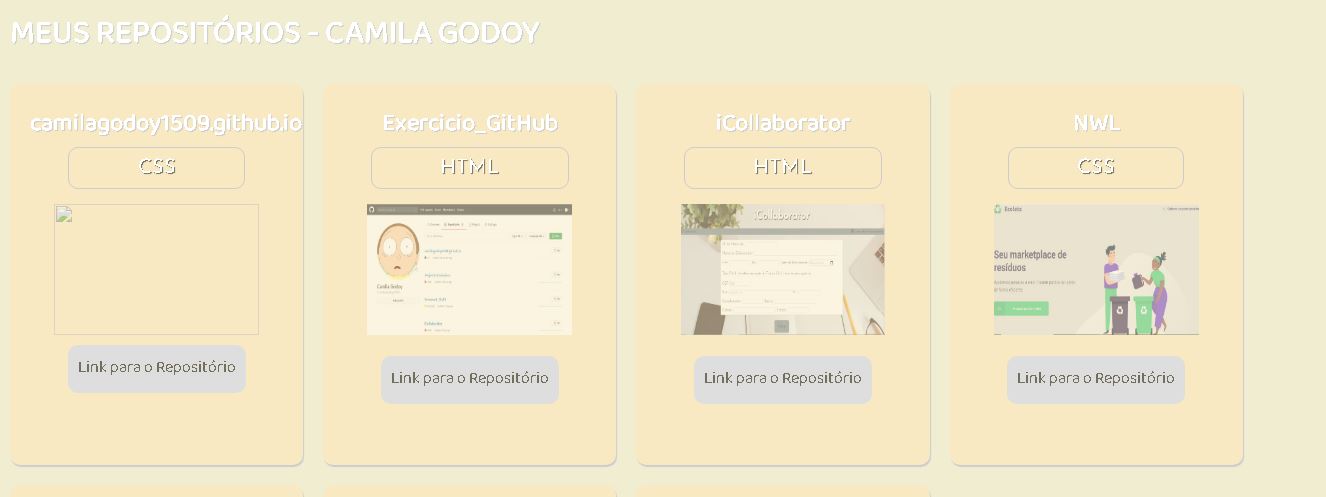 MEUS REPOSITÓRIOS - CAMILA GODOY
camilagodoy1509.github.io
CSS
Link para o Repositório
Exercicio_GitHub
HTML
Camila Godoy
Link para o Repositório
iCollaborator
HTML
iCollaborator
Link para o Repositório
NWL
CSS
Ecoleta
Seu marketplace de
resíduos
Link para o Repositório